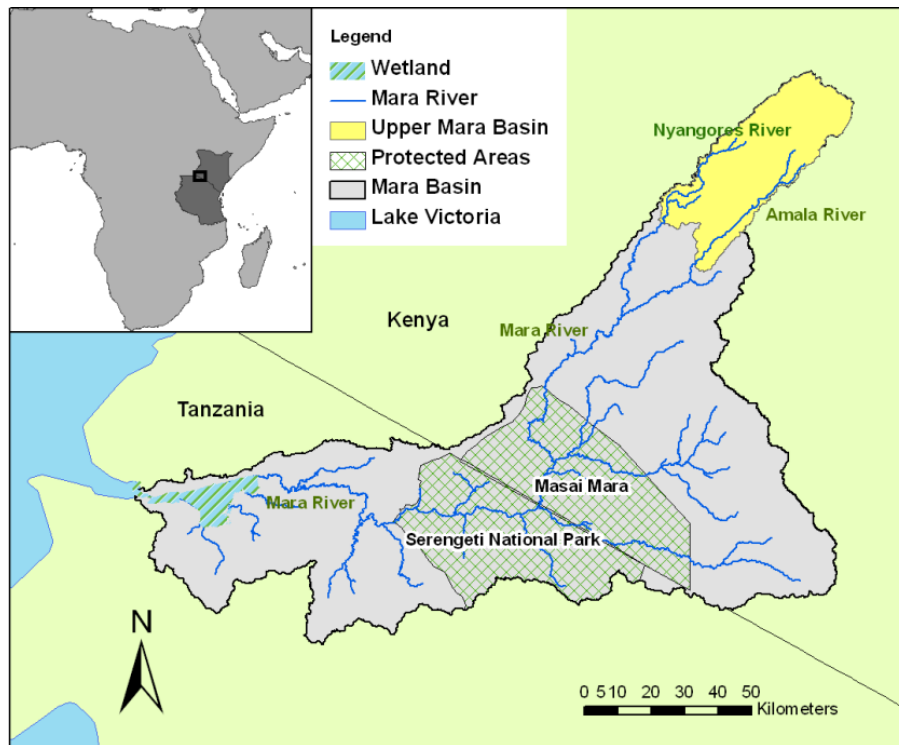 Legend
Wetland
Mara River
Upper Mara Basin
Protected Areas
Mara Basin
Lake Victoria
Nyangores River
Amala River
Kenya
Mara River
Tanzania
Masai Mara
Mara River
Serengeti National Park
N
0 5 10 20 30 40 50
Kilometers